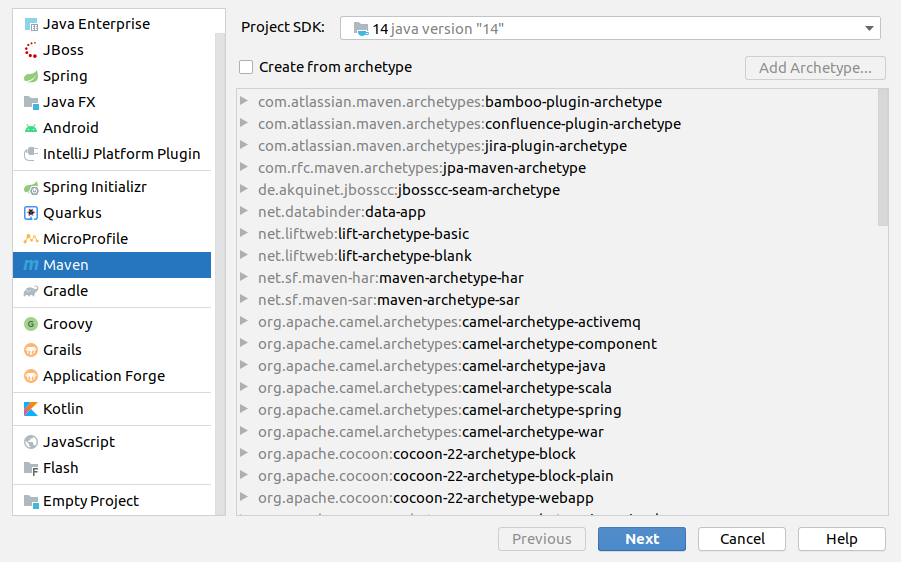 Java Enterprise
JBoss
Spring
Java FX
Android
IntelliJ Platform Plugin
Spring Initializr
Quarkus
MicroProfile
Maven
Gradle
Groovy
Grails
Application Forge
Kotlin
JavaScript
Flash
Empty Project
Project SDK: 14 java version "14"
Create from archetype
Add Archetype...
com.atlassian.maven.archetypes:bamboo-plugin-archetype
com.atlassian.maven.archetypes:confluence-plugin-archetype
com.atlassian.maven.archetypes:jira-plugin-archetype
com.rfc.maven.archetypes:jpa-maven-archetype
de.akquinet.jbosscc:jbosscc-seam-archetype
net.databinder:data-app
net.liftweb:lift-archetype-basic
net.liftweb:lift-archetype-blank
net.sf.maven-har:maven-archetype-har
net.sf.maven-sar:maven-archetype-sar
org.apache.camel.archetypes:camel-archetype-activemq
org.apache.camel.archetypes:camel-archetype-component
org.apache.camel.archetypes:camel-archetype-java
org.apache.camel.archetypes:camel-archetype-scala
org.apache.camel.archetypes:camel-archetype-spring
org.apache.camel.archetypes:camel-archetype-war
org.apache.cocoon:cocoon-22-archetype-block
org.apache.cocoon:cocoon-22-archetype-block-plain
org.apache.cocoon:cocoon-22-archetype-webapp
Previous
Next
Cancel
Help